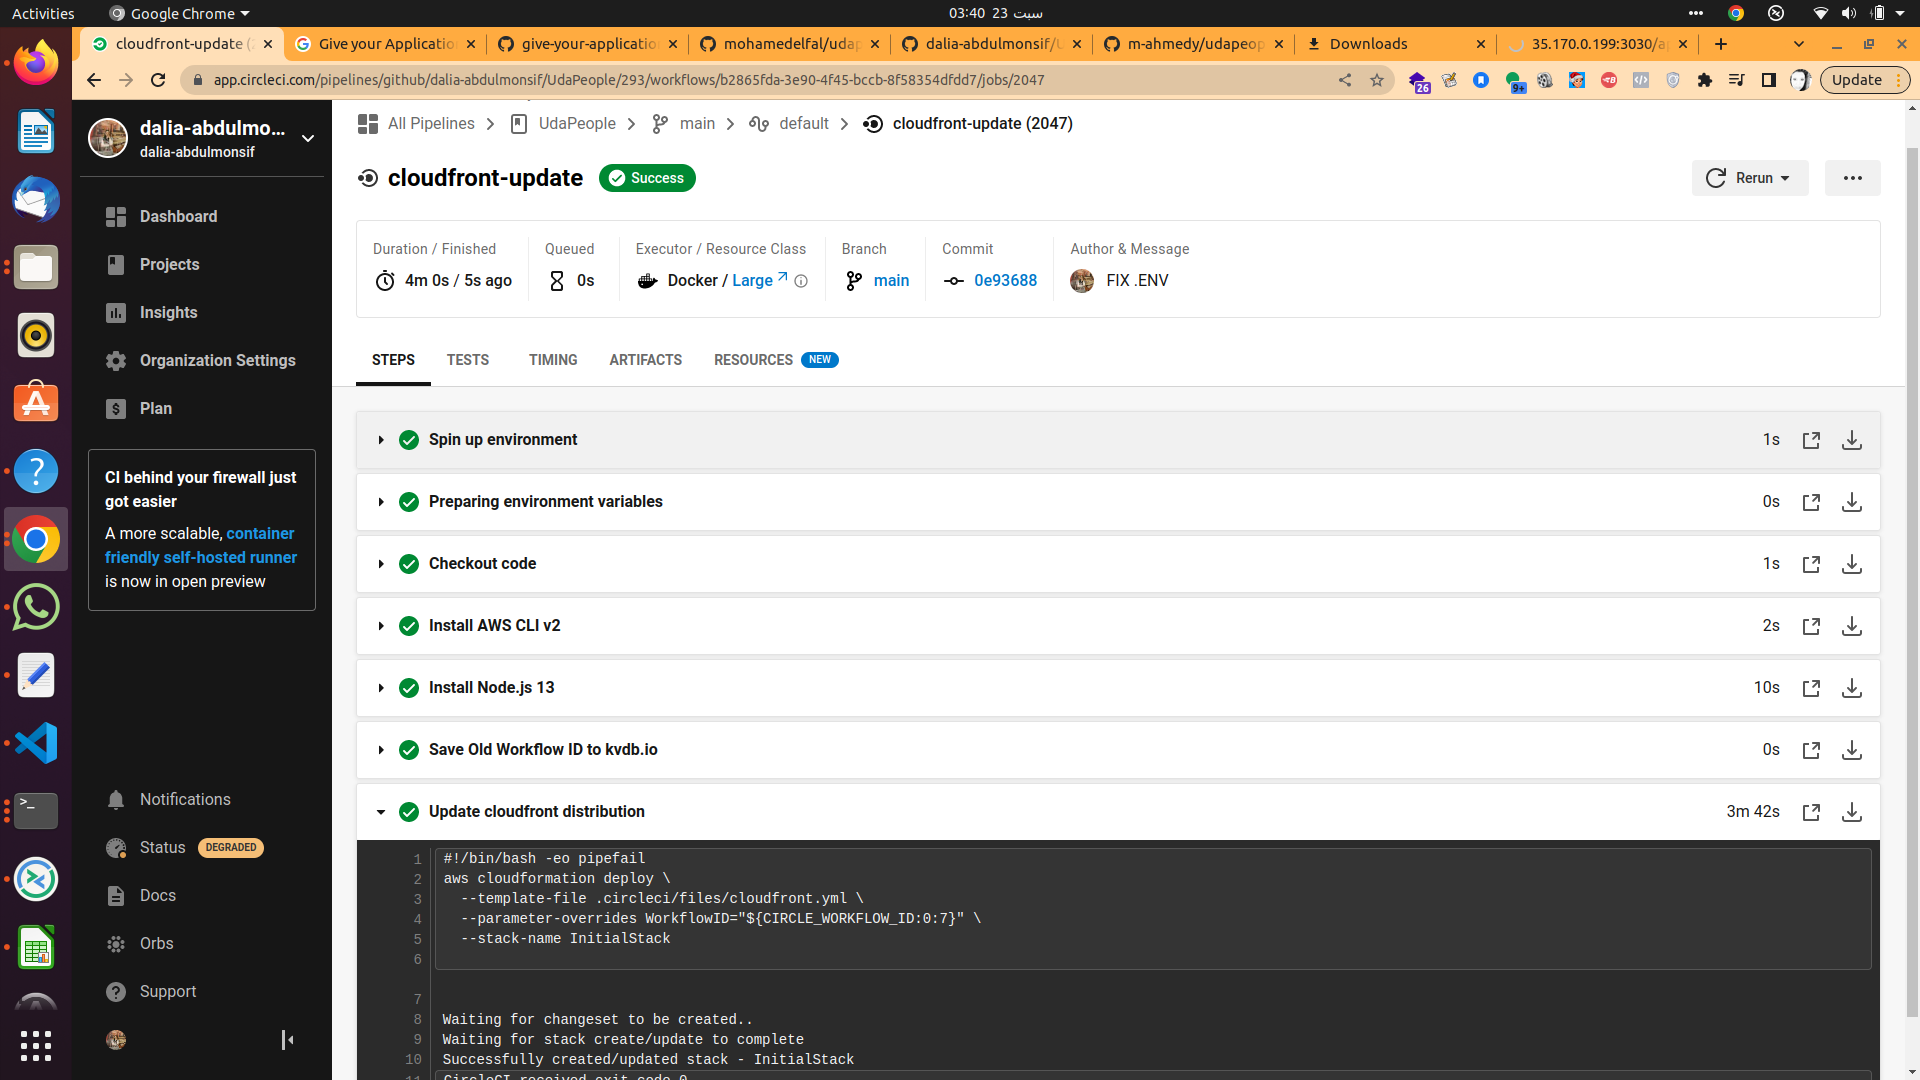 Activities
Google Chrome
03:40 23 سبت
cloudfront-update (
Give your Applicatio
give-your-applicatio
mohamedelfal/udap
dalia-abdulmonsif/U
m-ahmedy/udapeop
Downloads
35.170.0.199:3030/ap
app.circleci.com/pipelines/github/dalia-abdulmonsif/UdaPeople/293/workflows/b2865fda-3e90-4f45-bccb-8f58354dfdd7/jobs/2047
26
9+
Update
dalia-abdulmo...
dalia-abdulmonsif
Dashboard
Projects
Insights
Organization Settings
Plan
CI behind your firewall just
got easier
A more scalable, container
friendly self-hosted runner
is now in open preview
Notifications
Status DEGRADED
Docs
Orbs
Support
All Pipelines
UdaPeople
main
default
cloudfront-update (2047)
cloudfront-update
Success
Rerun
Duration / Finished
4m 0s / 5s ago
Queued
0s
Executor / Resource Class
Docker / Large
Branch
main
Commit
0e93688
Author & Message
FIX .ENV
STEPS
TESTS
TIMING
ARTIFACTS
RESOURCES NEW
Spin up environment 1s
Preparing environment variables 0s
Checkout code 1s
Install AWS CLI v2 2s
Install Node.js 13 10s
Save Old Workflow ID to kvdb.io 0s
Update cloudfront distribution 3m 42s
1 #!/bin/bash -eo pipefail
2 aws cloudformation deploy \
3 --template-file .circleci/files/cloudfront.yml \
4 --parameter-overrides WorkflowID="${CIRCLE_WORKFLOW_ID:0:7}" \
5 --stack-name InitialStack
6
7
8 Waiting for changeset to be created..
9 Waiting for stack create/update to complete
10 Successfully created/updated stack - InitialStack
11 CircleCI received exit code 0